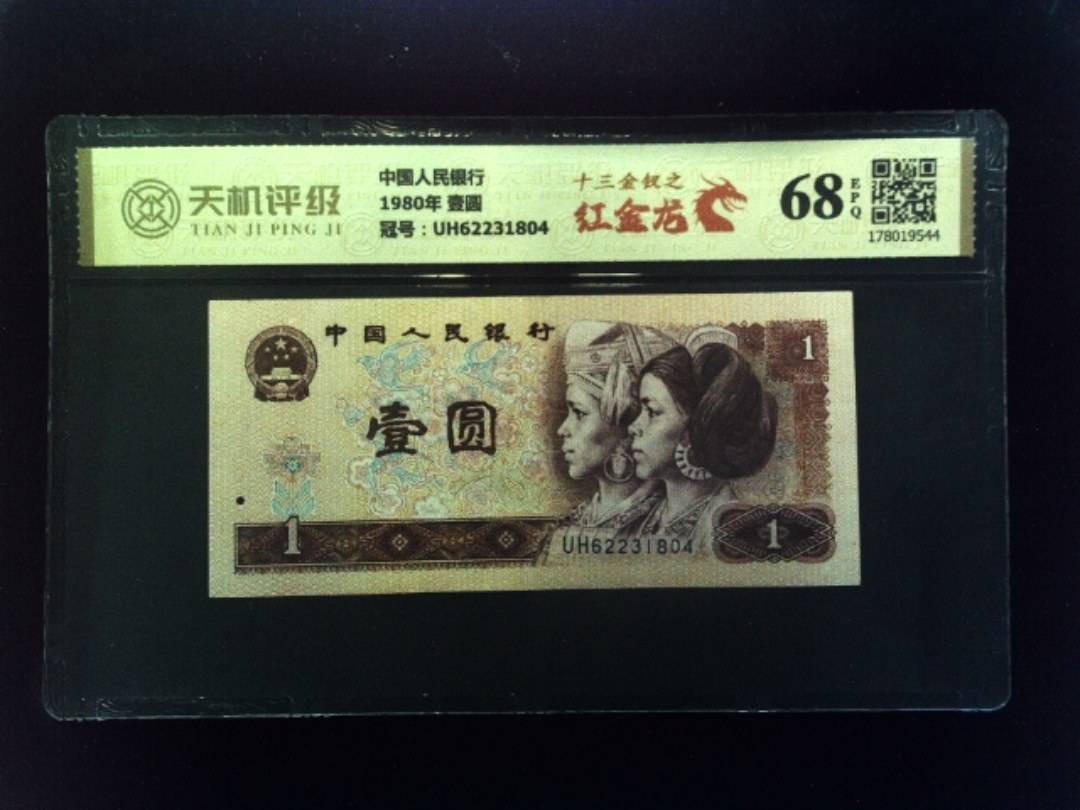 天机评级
TIAN JI PING JI
中国人民银行
1980年 壹圆
冠号：UH62231804
十三金钗之
红金龙
68
EPQ
178019544
中国人民银行
1
壹圆
1
UH62231804
1